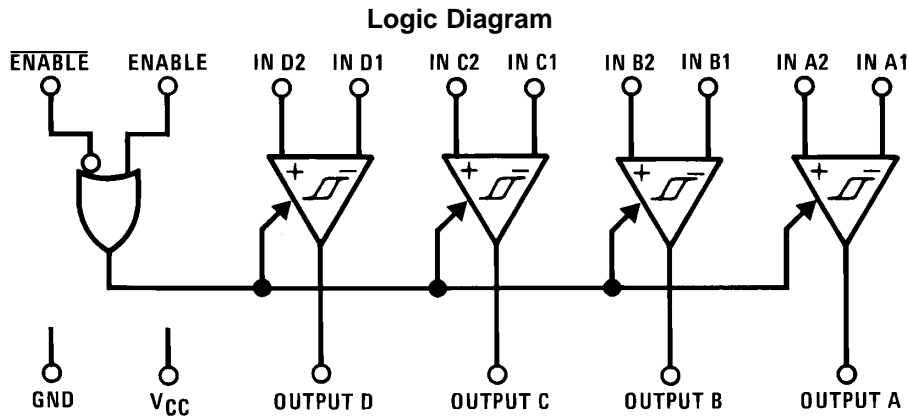 Logic Diagram
ENABLE ENABLE IN D2 IN D1 IN C2 IN C1 IN B2 IN B1 IN A2 IN A1
+ − + − + − + −
GND VCC OUTPUT D OUTPUT C OUTPUT B OUTPUT A